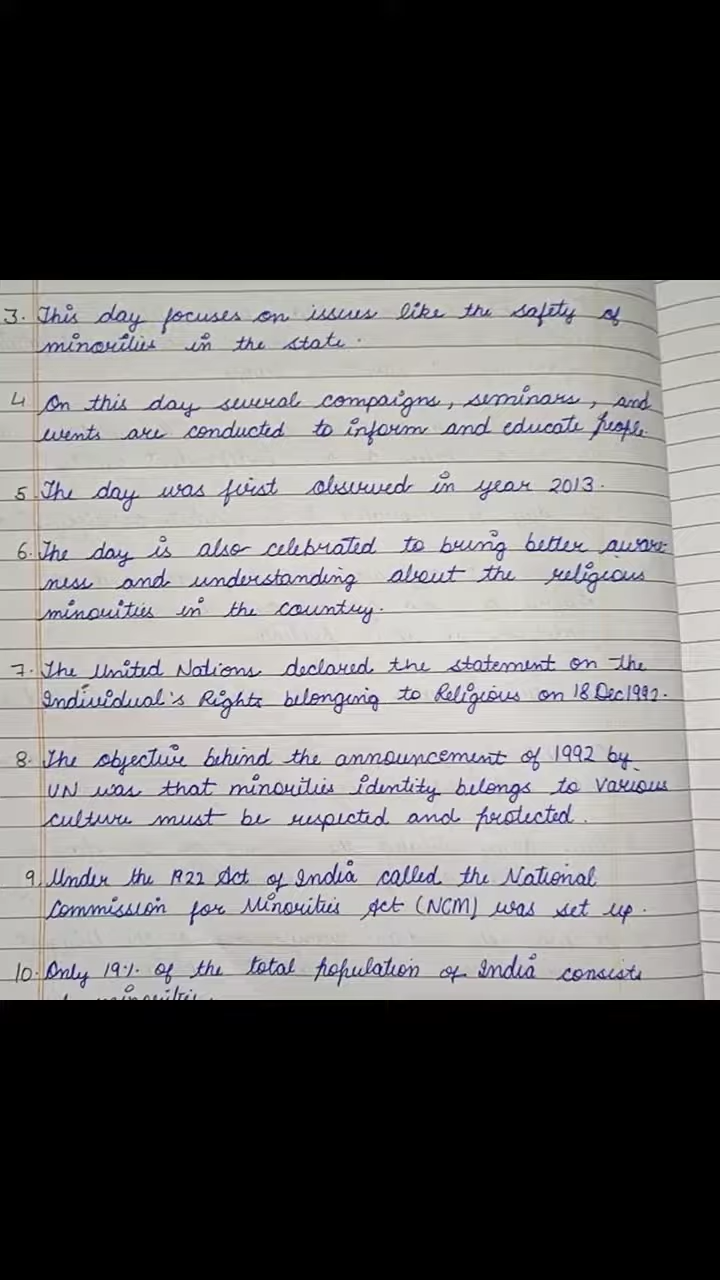 3. This day focuses on issues like the safety of
minorities in the state.
4 On this day several compaigns, seminars, and
events are conducted to inform and educate people.
5. The day was first observed in year 2013.
6. The day is also celebrated to bring better aware-
ness and understanding about the religious
minorities in the country.
7. The United Nations declared the statement on the
Individual's Rights belonging to Religious on 18 Dec 1992.
8. The objective behind the announcement of 1992 by
UN was that minorities identity belongs to various
culture must be respected and protected.
9. Under the 1922 Act of India called the National
Commission for Minorities Act (NCM) was set up.
10. Only 19% of the total population of India consists
minorities